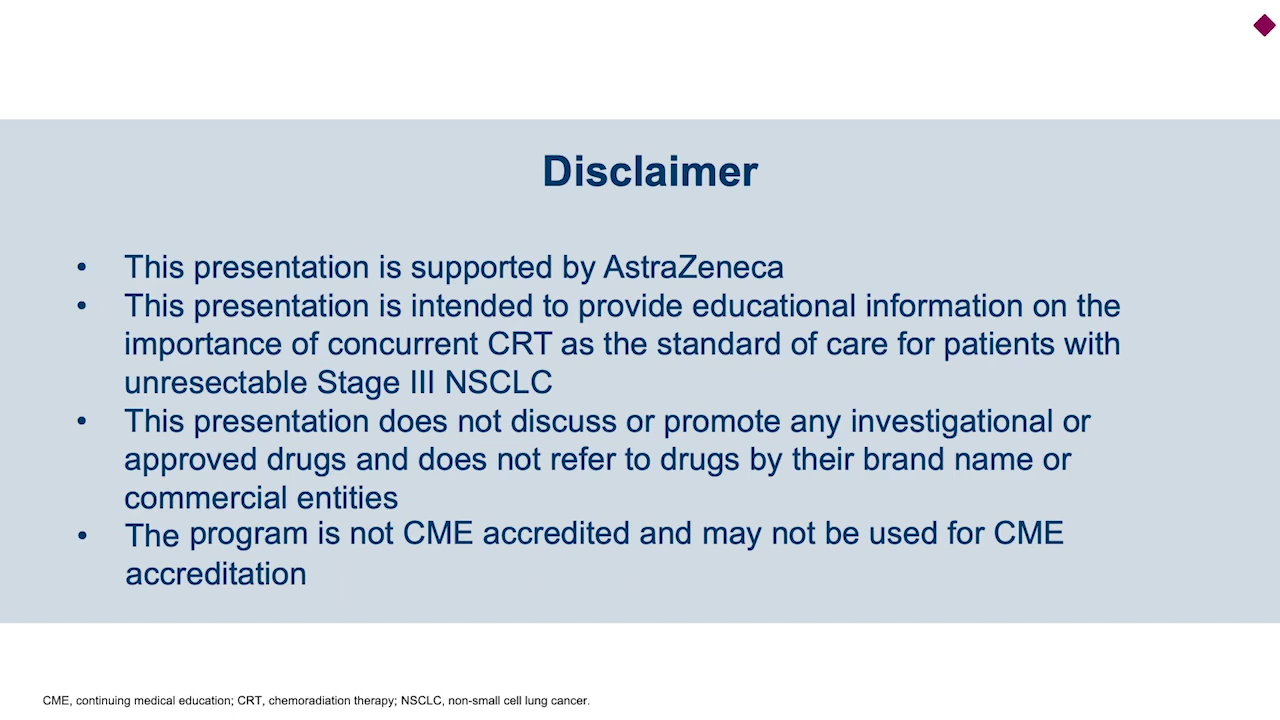 Disclaimer
• This presentation is supported by AstraZeneca
• This presentation is intended to provide educational information on the
importance of concurrent CRT as the standard of care for patients with
unresectable Stage III NSCLC
• This presentation does not discuss or promote any investigational or
approved drugs and does not refer to drugs by their brand name or
commercial entities
• The program is not CME accredited and may not be used for CME
accreditation
CME, continuing medical education; CRT, chemoradiation therapy; NSCLC, non-small cell lung cancer.